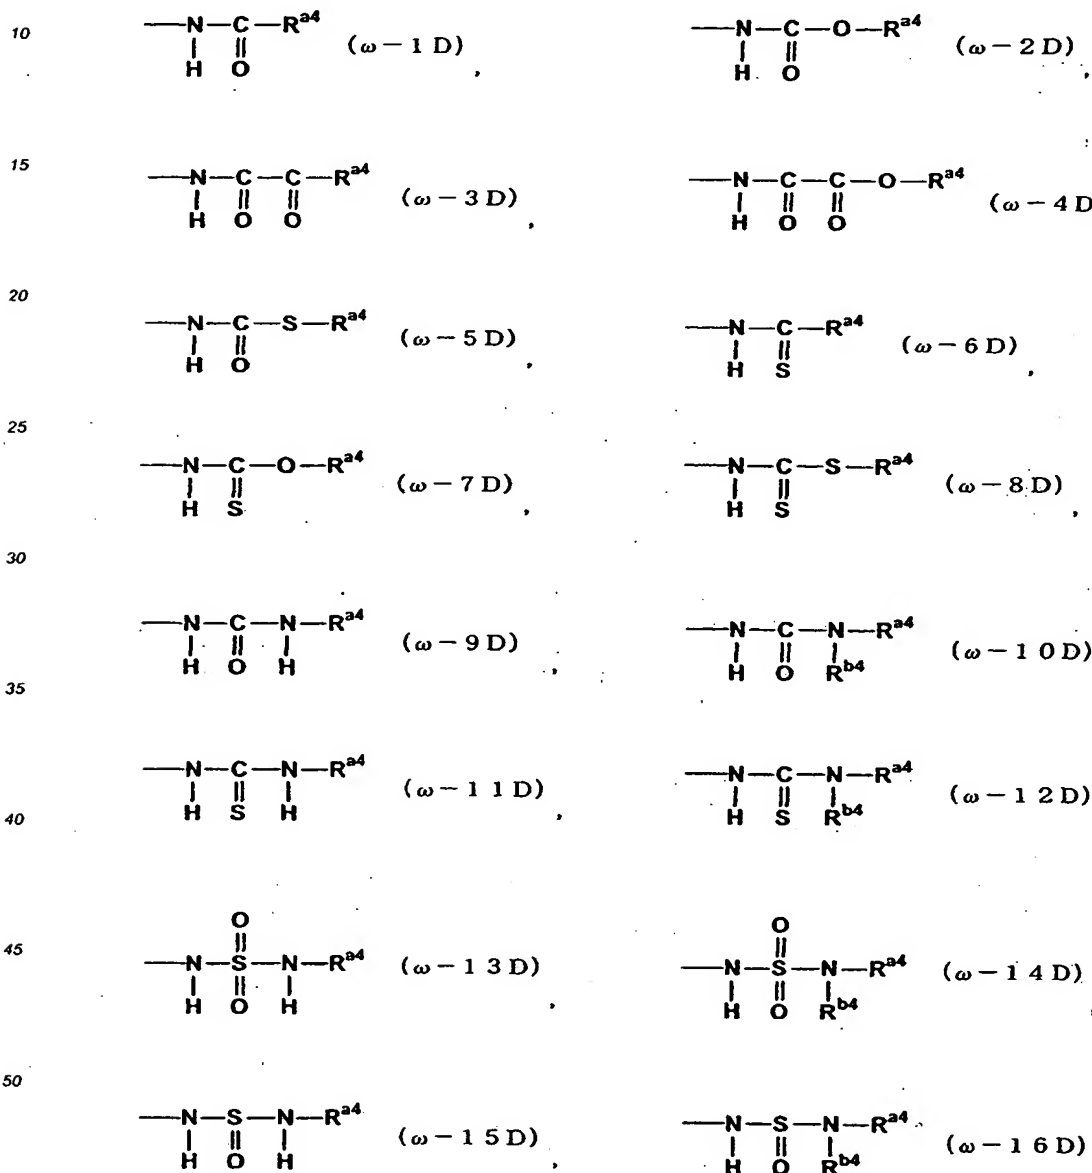 10
—N—C—R^a4 (ω－1D) , —N—C—O—R^a4 (ω－2D) ,
H O H O
15
—N—C—C—R^a4 (ω－3D) , —N—C—C—O—R^a4 (ω－4D
H O O H O O
20
—N—C—S—R^a4 (ω－5D) , —N—C—R^a4 (ω－6D) ,
H O H S
25
—N—C—O—R^a4 (ω－7D) , —N—C—S—R^a4 (ω－8D) ,
H S H S
30
—N—C—N—R^a4 (ω－9D) , —N—C—N—R^a4 (ω－10D)
H O H H O R^b4
35
—N—C—N—R^a4 (ω－11D) , —N—C—N—R^a4 (ω－12D)
H S H H S R^b4
40
O O
45
—N—S—N—R^a4 (ω－13D) , —N—S—N—R^a4 (ω－14D)
H O H H O R^b4
50
—N—S—N—R^a4 (ω－15D) , —N—S—N—R^a4 (ω－16D)
H O H H O R^b4